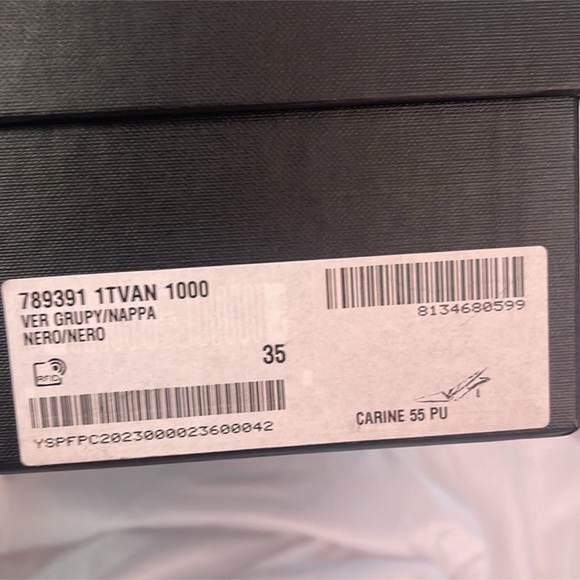 789391 1TVAN 1000
VER GRUPY/NAPPA
NERO/NERO
35
RFID
YSPFPC2023000023600042
8134680599
CARINE 55 PU